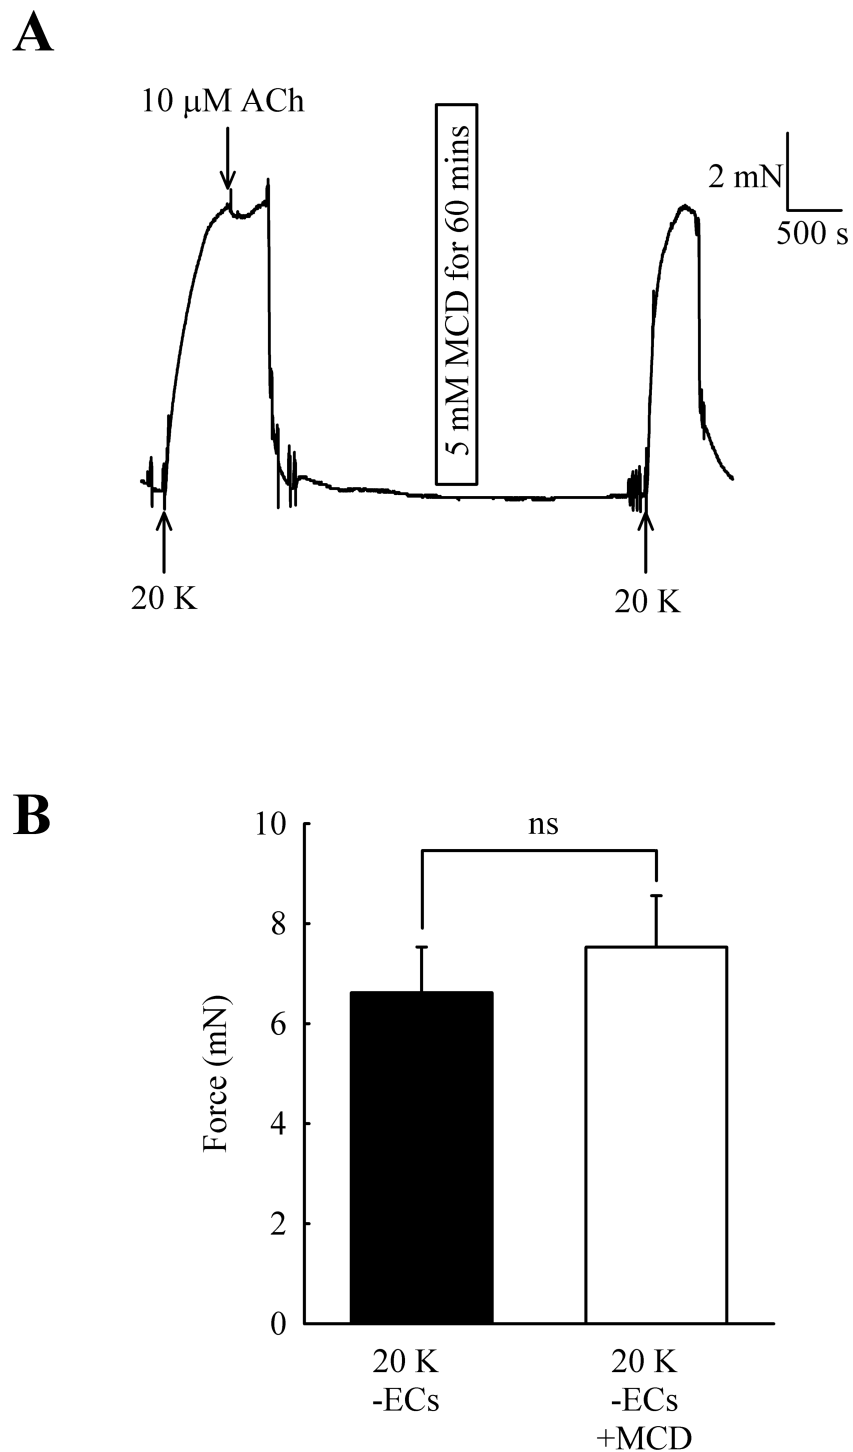 A
10 μM ACh
5 mM MCD for 60 mins
2 mN
500 s
20 K
20 K
B
ns
10
8
6
4
2
0
Force (mN)
20 K
-ECs
20 K
-ECs
+MCD